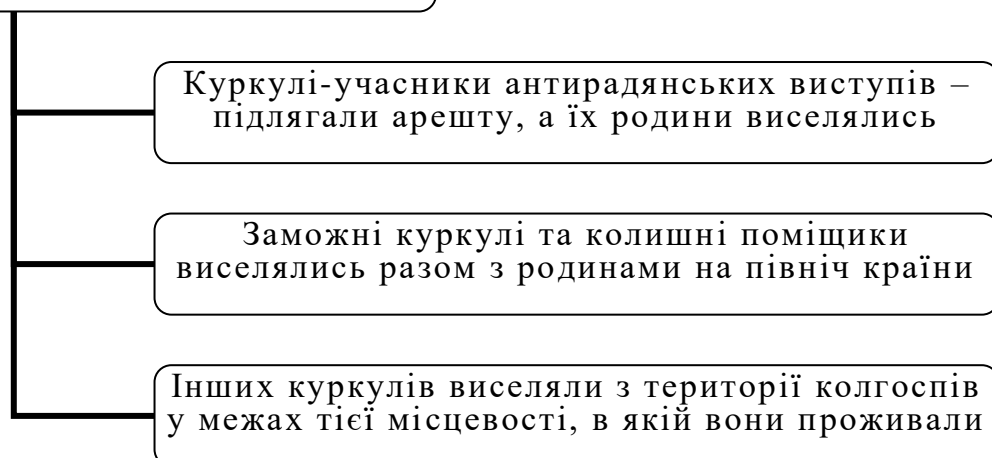 Куркулі-учасники антирадянських виступів –
підлягали арешту, а їх родини виселялись
Заможні куркулі та колишні поміщики
виселялись разом з родинами на північ країни
Інших куркулів виселяли з території колгоспів
у межах тієї місцевості, в якій вони проживали